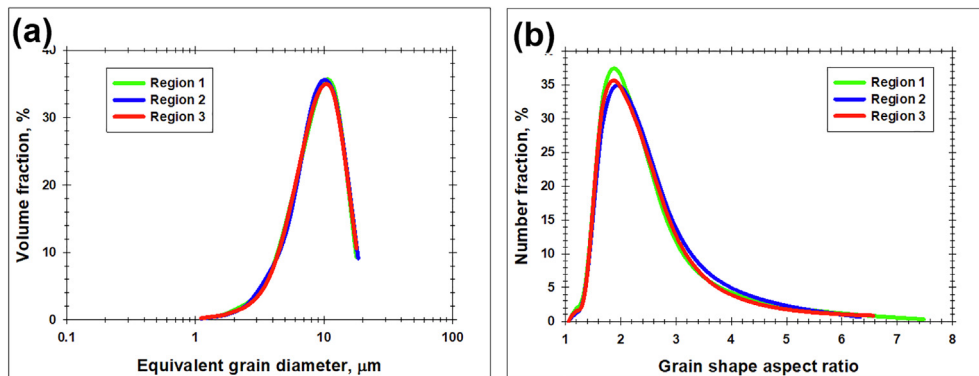 (a)
40
30
20
10
0
0.1 1 10 100
Volume fraction, %
Equivalent grain diameter, μm
Region 1
Region 2
Region 3
(b)
40
35
30
25
20
15
10
5
0
1 2 3 4 5 6 7 8
Number fraction, %
Grain shape aspect ratio
Region 1
Region 2
Region 3